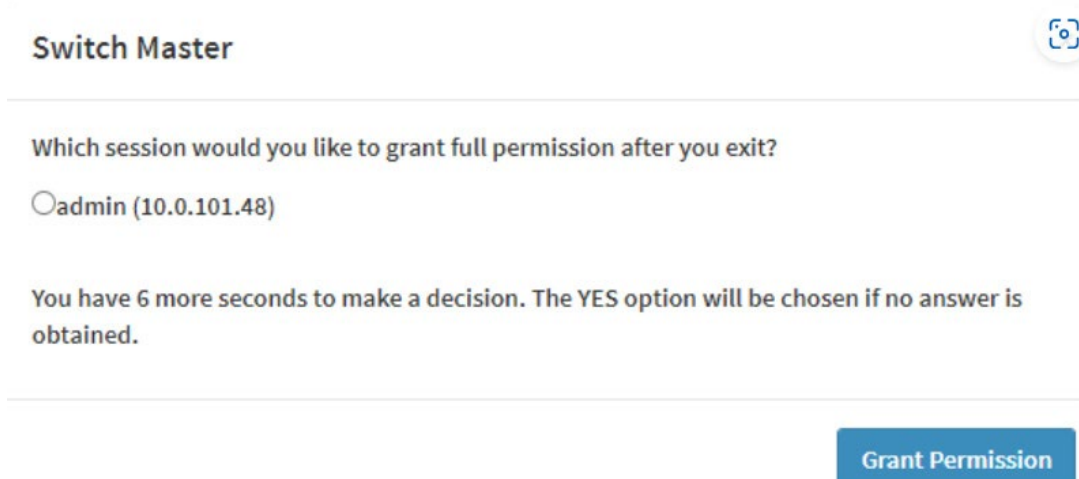 Switch Master
Which session would you like to grant full permission after you exit?
admin (10.0.101.48)
You have 6 more seconds to make a decision. The YES option will be chosen if no answer is
obtained.
Grant Permission